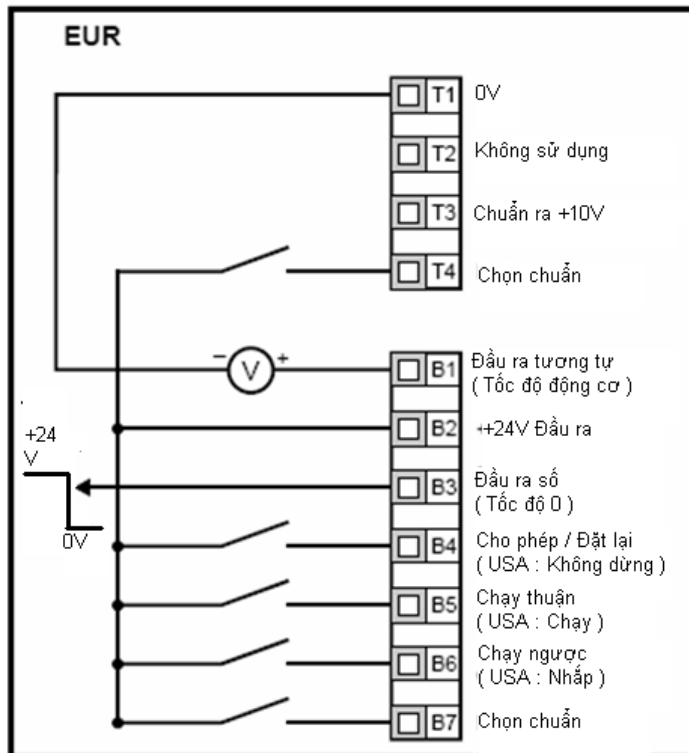 EUR
T1 0V
T2 Không sử dụng
T3 Chuẩn ra +10V
T4 Chọn chuẩn
− V +
B1 Đầu ra tương tự
( Tốc độ động cơ )
B2 +24V Đầu ra
+24
V
0V
B3 Đầu ra số
( Tốc độ 0 )
B4 Cho phép / Đặt lại
( USA : Không dừng )
B5 Chạy thuận
( USA : Chạy )
B6 Chạy ngược
( USA : Nhắp )
B7 Chọn chuẩn